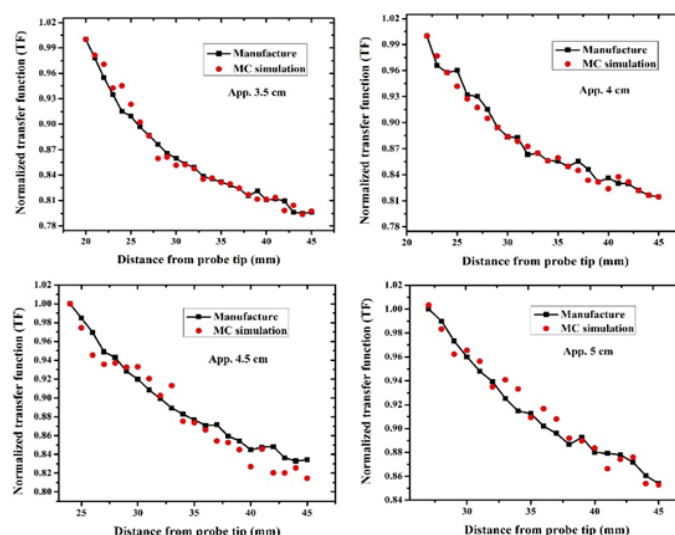 Normalized transfer function (TF)
1.02
0.99
0.96
0.93
0.90
0.87
0.84
0.81
0.78
Manufacture
MC simulation
App. 3.5 cm
20 25 30 35 40 45
Distance from probe tip (mm)
Normalized transfer function (TF)
1.02
0.99
0.96
0.93
0.90
0.87
0.84
0.81
0.78
Manufacture
MC simulation
App. 4 cm
20 25 30 35 40 45
Distance from probe tip (mm)
Normalized transfer function (TF)
1.02
1.00
0.98
0.96
0.94
0.92
0.90
0.88
0.86
0.84
0.82
0.80
Manufacture
MC simulation
App. 4.5 cm
25 30 35 40 45
Distance from probe tip (mm)
Normalized transfer function (TF)
1.02
1.00
0.98
0.96
0.94
0.92
0.90
0.88
0.86
0.84
Manufacture
MC simulation
App. 5 cm
30 35 40 45
Distance from probe tip (mm)